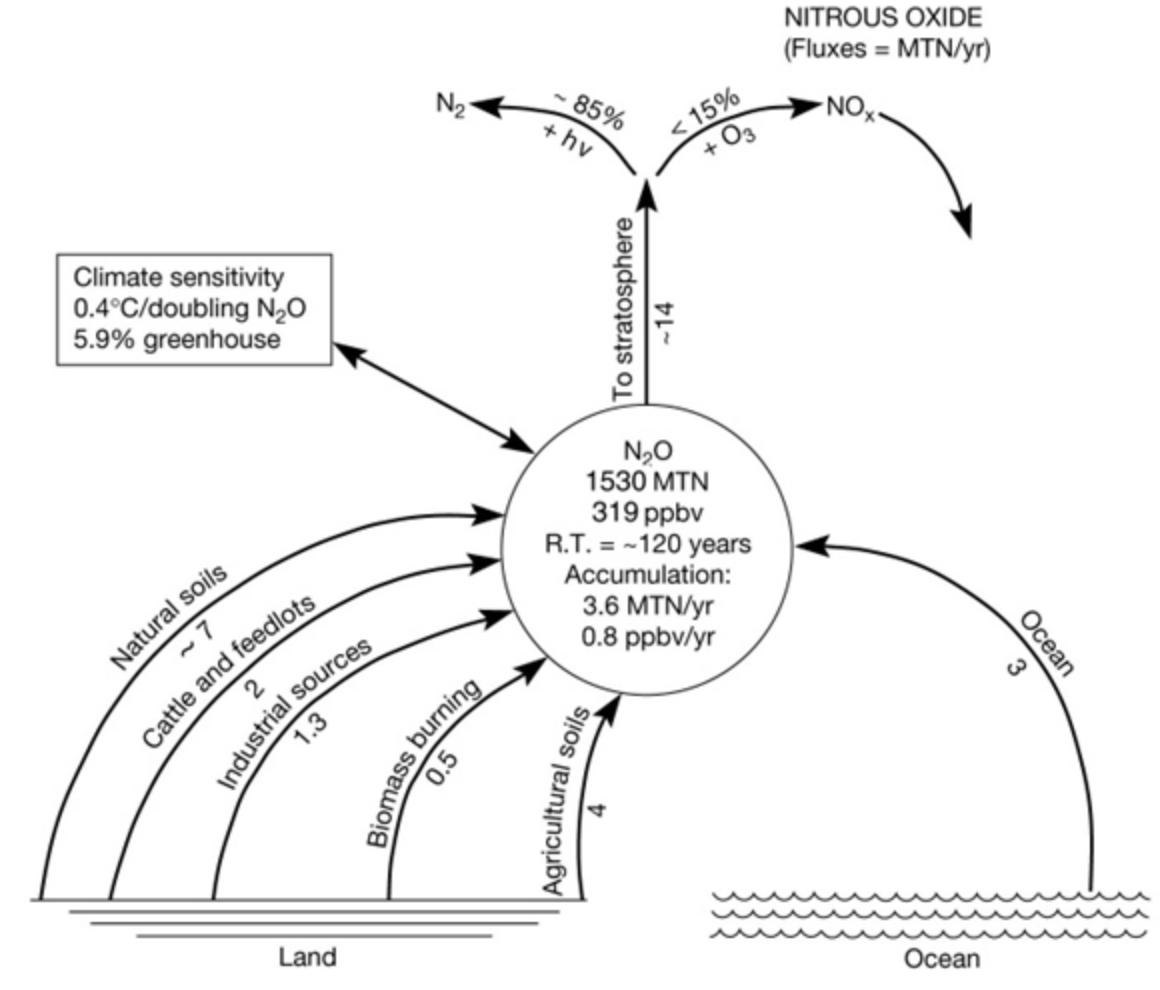 NITROUS OXIDE
(Fluxes = MTN/yr)
N₂
~ 85%
+ hν
< 15%
+ O₃
NOₓ
To stratosphere
~14
Climate sensitivity
0.4°C/doubling N₂O
5.9% greenhouse
N₂O
1530 MTN
319 ppbv
R.T. = ~120 years
Accumulation:
3.6 MTN/yr
0.8 ppbv/yr
Natural soils
~ 7
Cattle and feedlots
2
Industrial sources
1.3
Biomass burning
0.5
Agricultural soils
4
Ocean
3
Land
Ocean